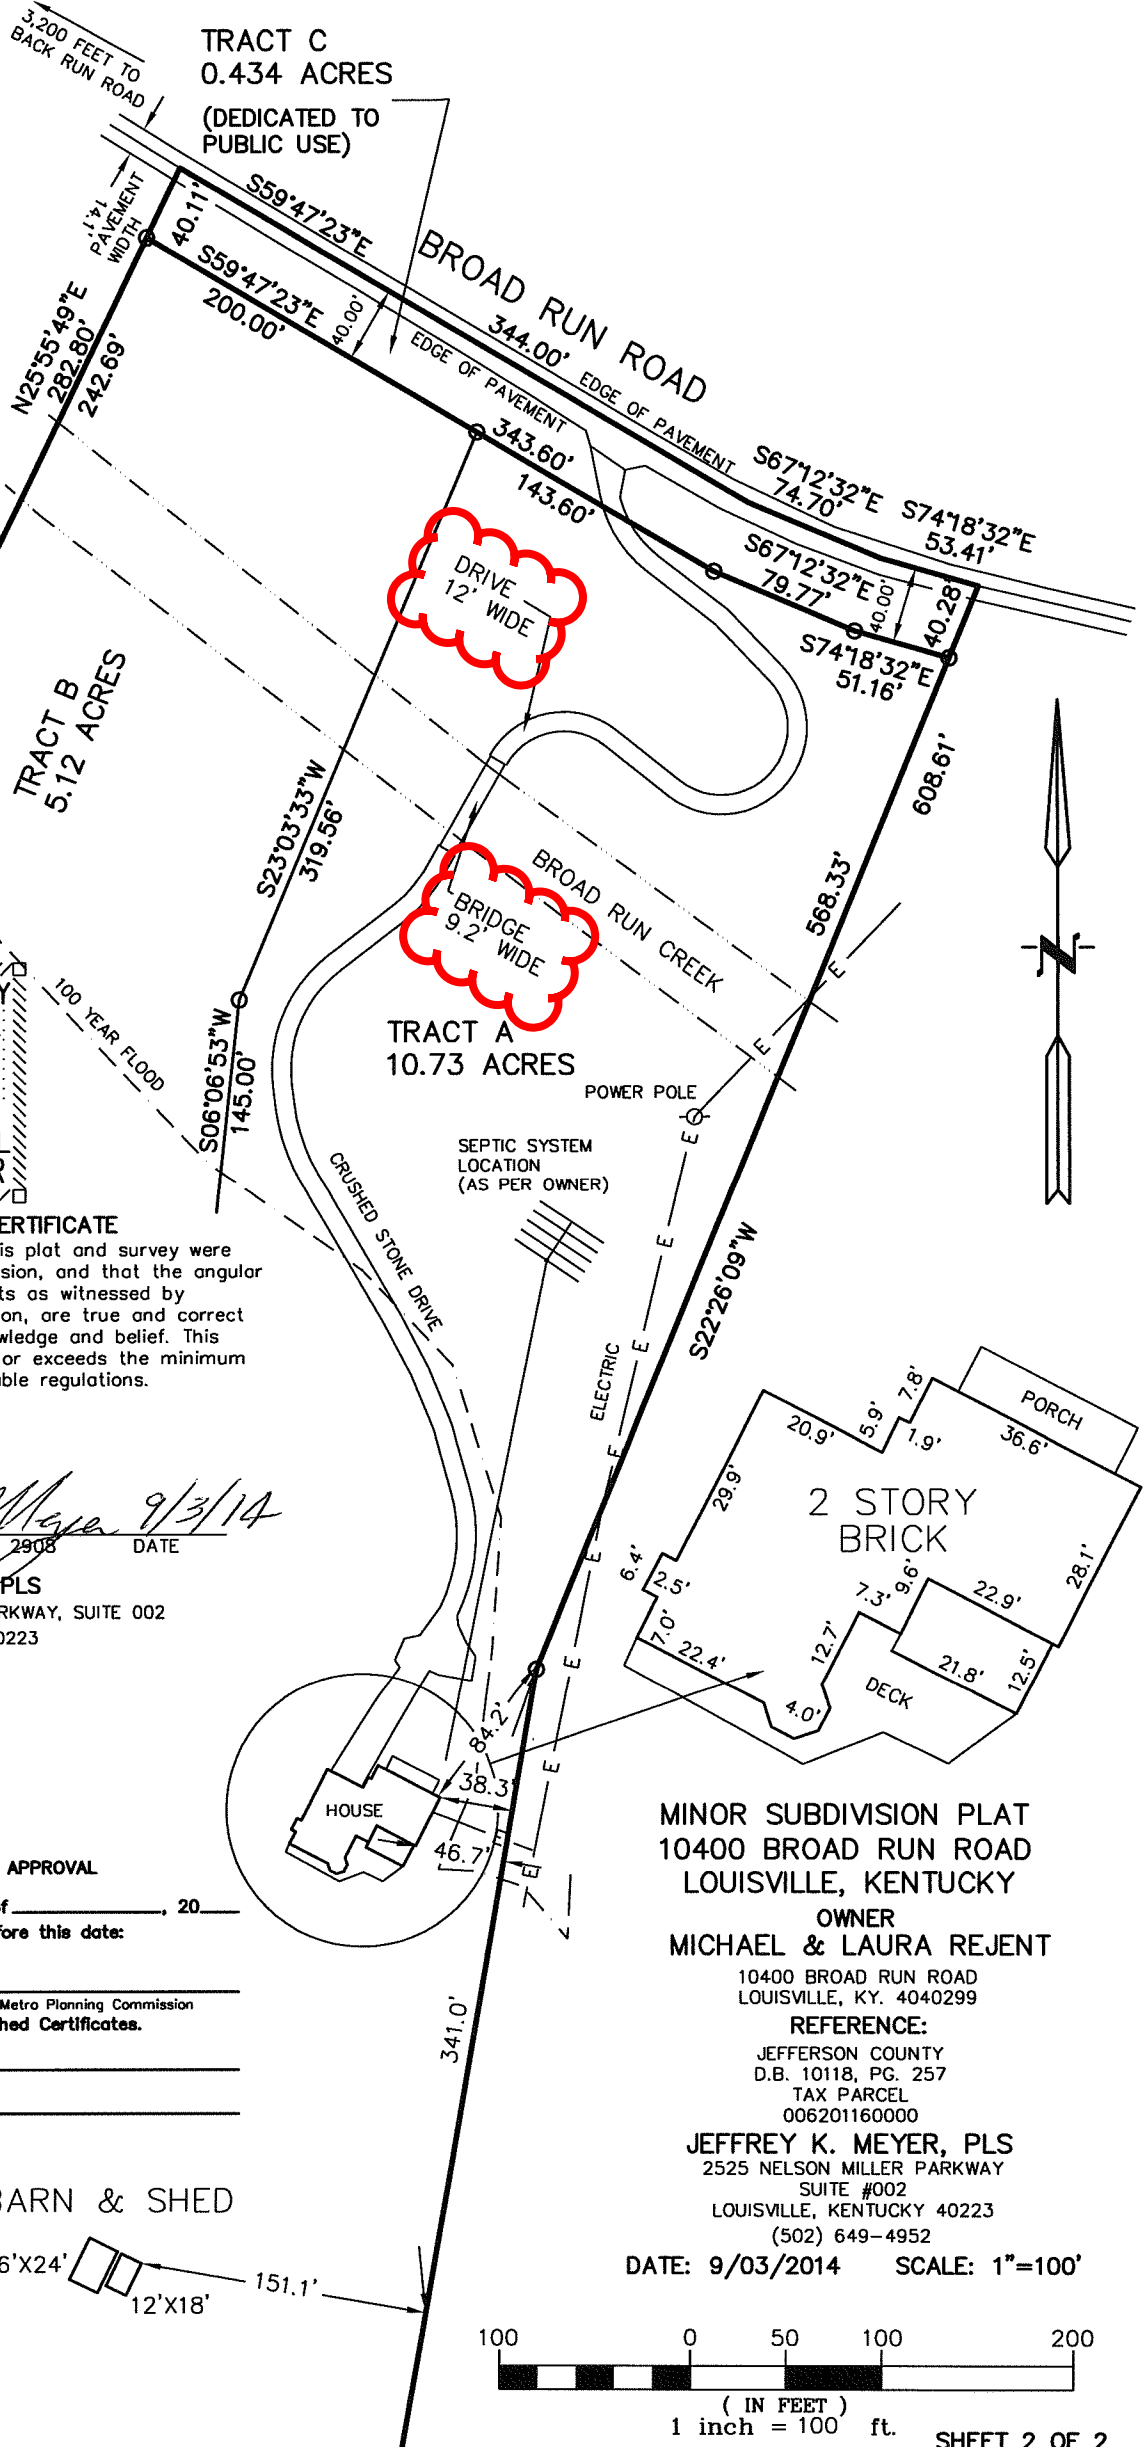 3,200 FEET TO
BACK RUN ROAD
TRACT C
0.434 ACRES
(DEDICATED TO
PUBLIC USE)
14.1'
PAVEMENT
WIDTH
40.11'
S59°47'23"E
BROAD RUN ROAD
344.00'
S59°47'23"E
200.00'
40.00'
EDGE OF PAVEMENT
EDGE OF PAVEMENT
N25°55'49"E
282.80'
242.69'
343.60'
143.60'
S67°12'32"E
74.70'
S74°18'32"E
53.41'
S67°12'32"E
79.77'
40.00'
40.28'
S74°18'32"E
51.16'
DRIVE
12' WIDE
TRACT B
5.12 ACRES
S23°03'33"W
319.56'
608.61'
568.33'
BRIDGE
9.2' WIDE
BROAD RUN CREEK
N
E
E
TRACT A
10.73 ACRES
100 YEAR FLOOD
S06°06'53"W
145.00'
POWER POLE
SEPTIC SYSTEM
LOCATION
(AS PER OWNER)
CRUSHED STONE DRIVE
E
E
E
ELECTRIC
E
E
E
E
E
E
S22°26'09"W
Y
R
ERTIFICATE
is plat and survey were
sion, and that the angular
ts as witnessed by
on, are true and correct
wledge and belief. This
or exceeds the minimum
ble regulations.
Meyer 9/3/14
2908 DATE
PLS
RKWAY, SUITE 002
0223
PORCH
7.8'
5.9'
1.9'
20.9'
36.6'
29.9'
2 STORY
BRICK
28.1'
6.4'
2.5'
7.0'
22.4'
7.3'
9.6'
22.9'
12.7'
21.8'
12.5'
DECK
4.0'
84.2'
38.3'
HOUSE
46.7'
341.0'
APPROVAL
of , 20
fore this date:
Metro Planning Commission
hed Certificates.
MINOR SUBDIVISION PLAT
10400 BROAD RUN ROAD
LOUISVILLE, KENTUCKY
OWNER
MICHAEL & LAURA REJENT
10400 BROAD RUN ROAD
LOUISVILLE, KY. 4040299
REFERENCE:
JEFFERSON COUNTY
D.B. 10118, PG. 257
TAX PARCEL
006201160000
JEFFREY K. MEYER, PLS
2525 NELSON MILLER PARKWAY
SUITE #002
LOUISVILLE, KENTUCKY 40223
(502) 649-4952
DATE: 9/03/2014 SCALE: 1"=100'
BARN & SHED
6'X24'
12'X18'
151.1'
100 0 50 100 200
( IN FEET )
1 inch = 100 ft.
SHEET 2 OF 2